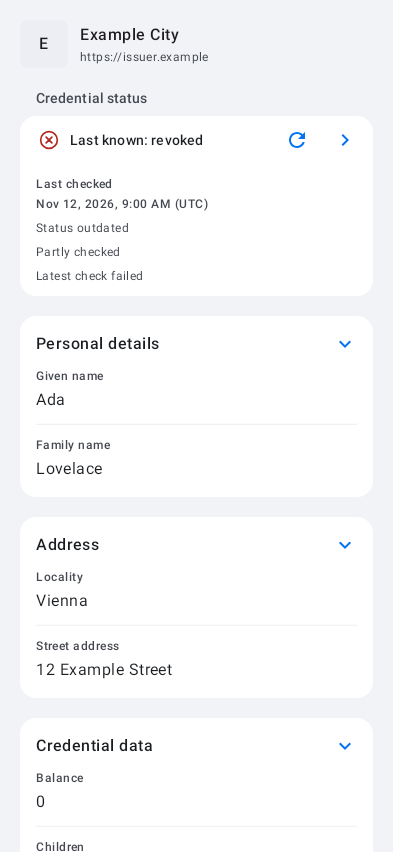 E
Example City
https://issuer.example
Credential status
Last known: revoked
Last checked
Nov 12, 2026, 9:00 AM (UTC)
Status outdated
Partly checked
Latest check failed
Personal details
Given name
Ada
Family name
Lovelace
Address
Locality
Vienna
Street address
12 Example Street
Credential data
Balance
0
Children